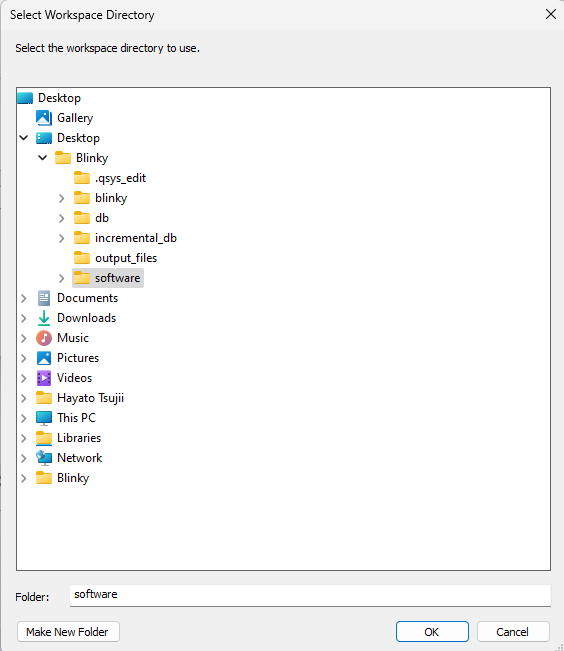 Select Workspace Directory
Select the workspace directory to use.
Desktop
Gallery
Desktop
Blinky
.qsys_edit
blinky
db
incremental_db
output_files
software
Documents
Downloads
Music
Pictures
Videos
Hayato Tsujii
This PC
Libraries
Network
Blinky
Folder: software
Make New Folder OK Cancel